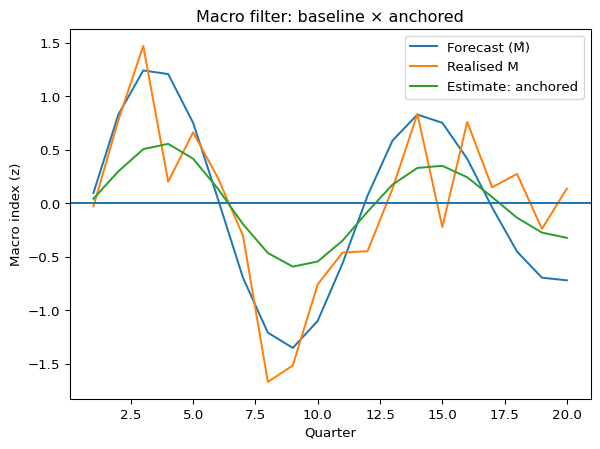 Macro filter: baseline × anchored
Forecast (M̂)
Realised M
Estimate: anchored
Macro index (z)
1.5
1.0
0.5
0.0
−0.5
−1.0
−1.5
2.5 5.0 7.5 10.0 12.5 15.0 17.5 20.0
Quarter